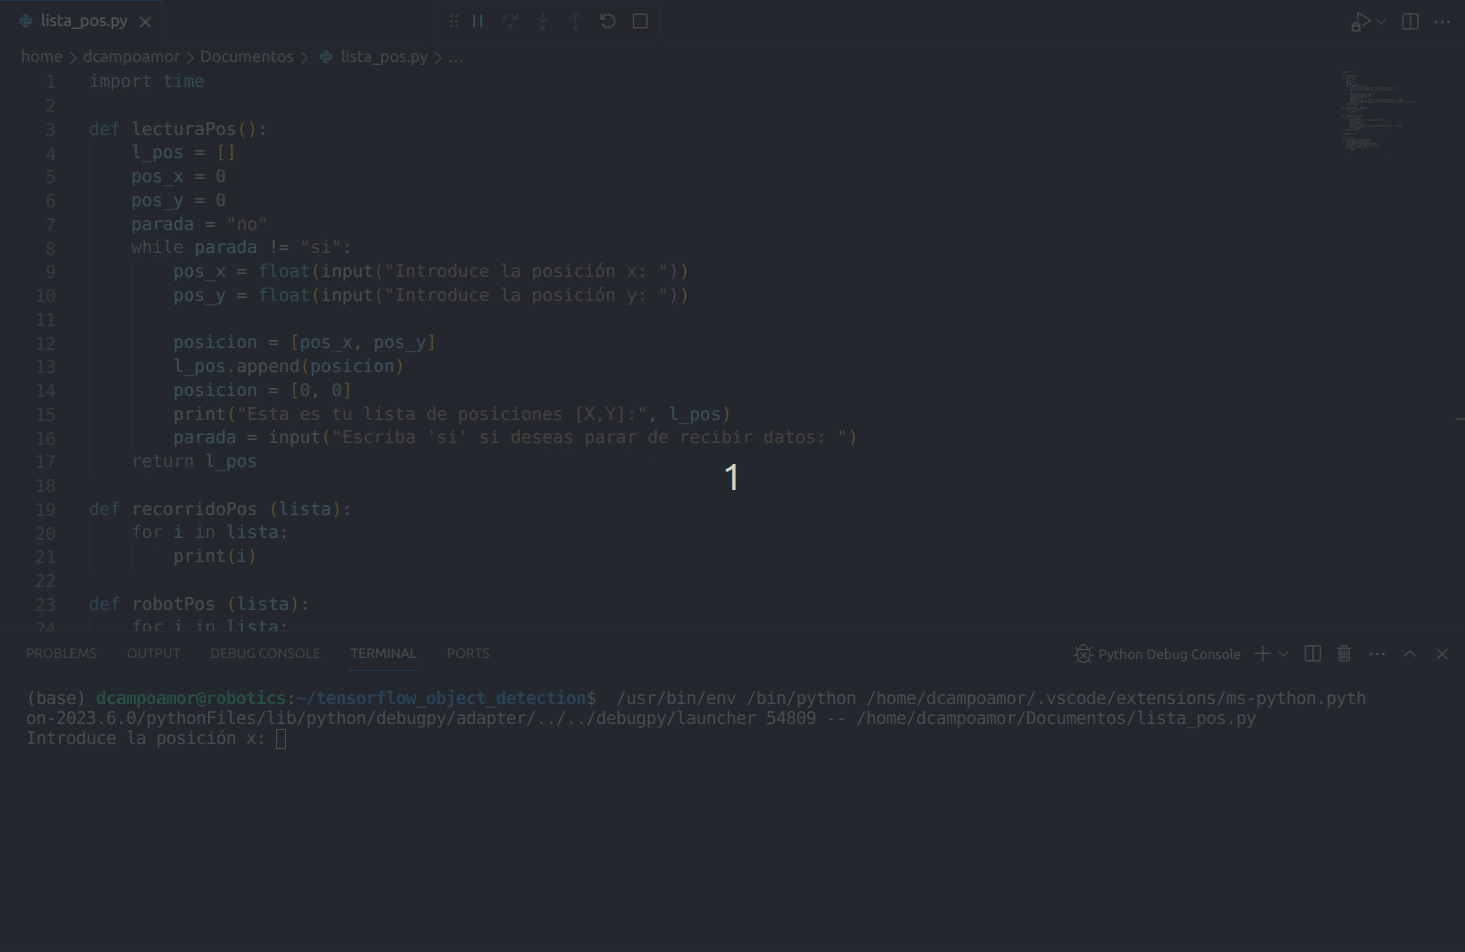 lista_pos.py
home > dcampoamor > Documentos > lista_pos.py > ...
1 import time
2
3 def lecturaPos():
4 l_pos = []
5 pos_x = 0
6 pos_y = 0
7 parada = "no"
8 while parada != "si":
9 pos_x = float(input("Introduce la posición x: "))
10 pos_y = float(input("Introduce la posición y: "))
11
12 posicion = [pos_x, pos_y]
13 l_pos.append(posicion)
14 posicion = [0, 0]
15 print("Esta es tu lista de posiciones [X,Y]:", l_pos)
16 parada = input("Escriba 'si' si deseas parar de recibir datos: ")
17 return l_pos
1
18
19 def recorridoPos (lista):
20 for i in lista:
21 print(i)
22
23 def robotPos (lista):
24 for i in lista:
PROBLEMS OUTPUT DEBUG CONSOLE TERMINAL PORTS Python Debug Console
(base) dcampoamor@robotics:~/tensorflow_object_detection$ /usr/bin/env /bin/python /home/dcampoamor/.vscode/extensions/ms-python.pyth
on-2023.6.0/pythonFiles/lib/python/debugpy/adapter/../../debugpy/launcher 54809 -- /home/dcampoamor/Documentos/lista_pos.py
Introduce la posición x: